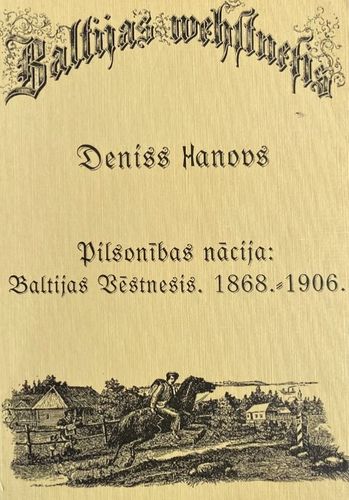 Baltijas wehstnesis
Deniss Hanovs
Pilsonības nācija:
Baltijas Vēstnesis. 1868.-1906.